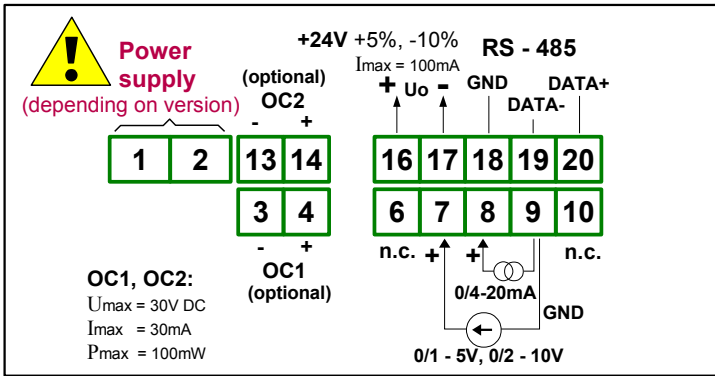 +24V +5%, -10%
RS - 485
Power
supply
(depending on version)
Imax = 100mA
(optional)
OC2
- +
+ Uo -
GND
DATA-
DATA+
1 2 13 14 16 17 18 19 20
3 4 6 7 8 9 10
- +
OC1
(optional)
n.c. + + n.c.
0/4-20mA
GND
0/1 - 5V, 0/2 - 10V
OC1, OC2:
Umax = 30V DC
Imax = 30mA
Pmax = 100mW